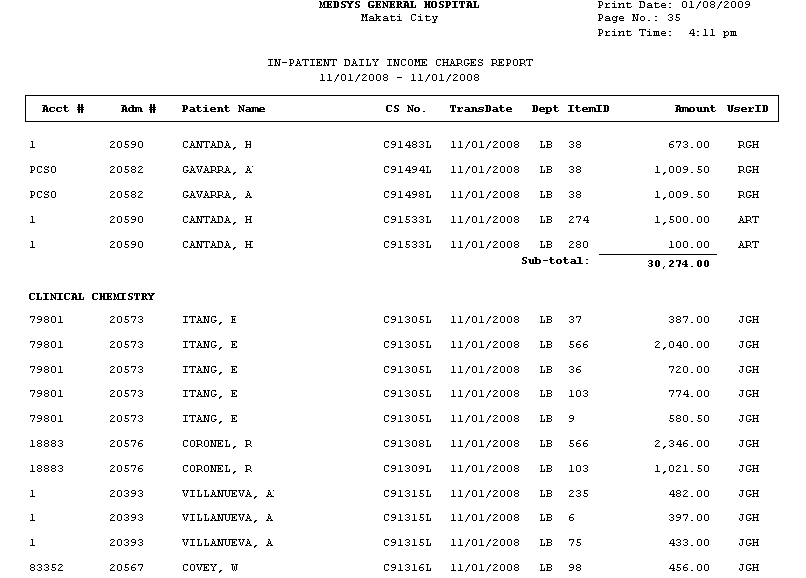 MEDSYS GENERAL HOSPITAL Print Date: 01/08/2009
Makati City Page No.: 35
Print Time: 4:11 pm
IN-PATIENT DAILY INCOME CHARGES REPORT
11/01/2008 - 11/01/2008
Acct # Adm # Patient Name CS No. TransDate Dept ItemID Amount UserID
1 20590 CANTADA, H C91483L 11/01/2008 LB 38 673.00 RGH
PCSO 20582 GAVARRA, A C91494L 11/01/2008 LB 38 1,009.50 RGH
PCSO 20582 GAVARRA, A C91498L 11/01/2008 LB 38 1,009.50 RGH
1 20590 CANTADA, H C91533L 11/01/2008 LB 274 1,500.00 ART
1 20590 CANTADA, H C91533L 11/01/2008 LB 280 100.00 ART
Sub-total: 30,274.00
CLINICAL CHEMISTRY
79801 20573 ITANG, E C91305L 11/01/2008 LB 37 387.00 JGH
79801 20573 ITANG, E C91305L 11/01/2008 LB 566 2,040.00 JGH
79801 20573 ITANG, E C91305L 11/01/2008 LB 36 720.00 JGH
79801 20573 ITANG, E C91305L 11/01/2008 LB 103 774.00 JGH
79801 20573 ITANG, E C91305L 11/01/2008 LB 9 580.50 JGH
18883 20576 CORONEL, R C91308L 11/01/2008 LB 566 2,346.00 JGH
18883 20576 CORONEL, R C91309L 11/01/2008 LB 103 1,021.50 JGH
1 20393 VILLANUEVA, A C91315L 11/01/2008 LB 235 482.00 JGH
1 20393 VILLANUEVA, A C91315L 11/01/2008 LB 6 397.00 JGH
1 20393 VILLANUEVA, A C91315L 11/01/2008 LB 75 433.00 JGH
83352 20567 COVEY, W C91316L 11/01/2008 LB 98 456.00 JGH